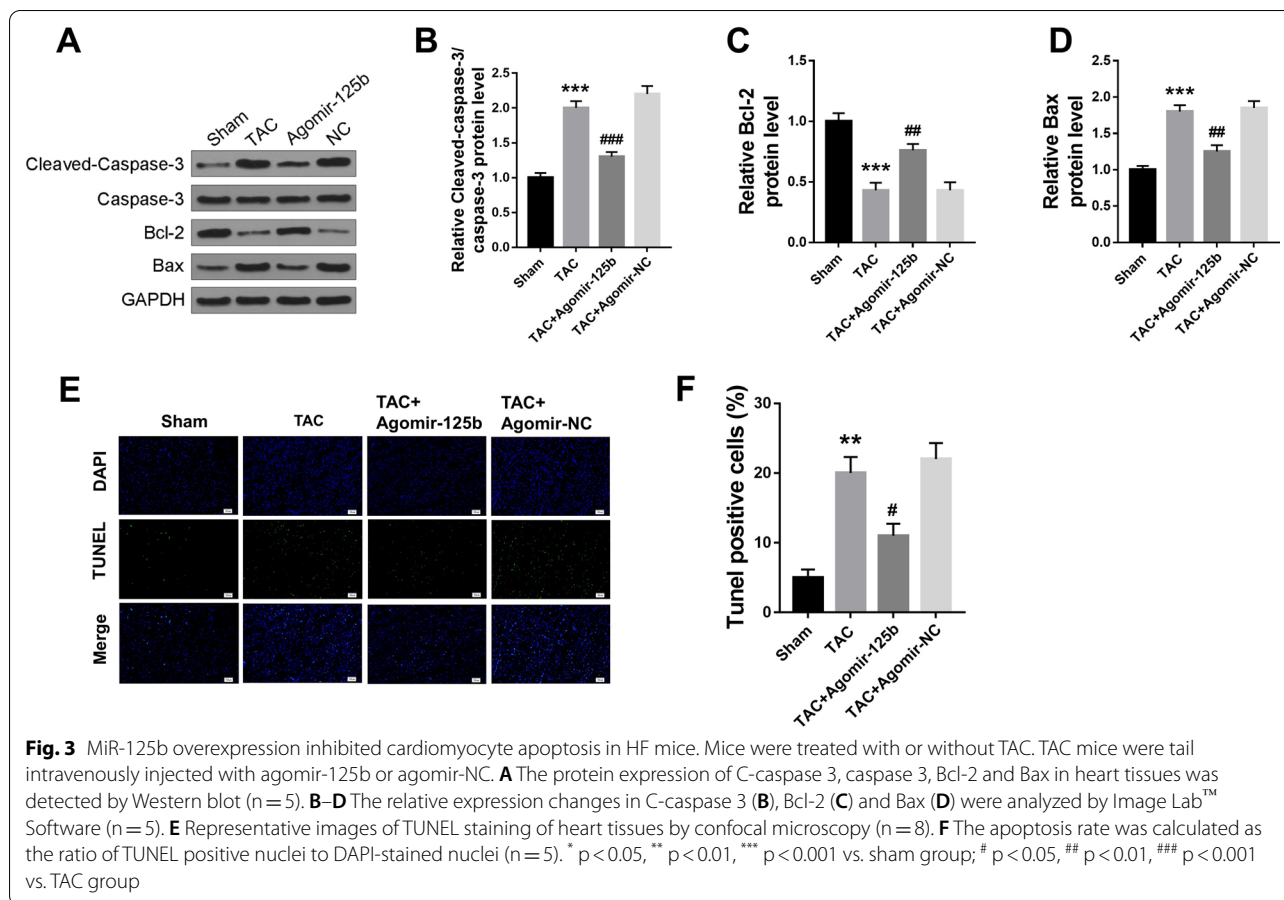 A
Sham
TAC
Agomir-125b
NC
Cleaved-Caspase-3
Caspase-3
Bcl-2
Bax
GAPDH
B
Relative Cleaved-caspase-3/
caspase-3 protein level
2.5
2.0
1.5
1.0
0.5
0.0
***
###
Sham
TAC
TAC+Agomir-125b
TAC+Agomir-NC
C
Relative Bcl-2
protein level
1.5
1.0
0.5
0.0
***
##
Sham
TAC
TAC+Agomir-125b
TAC+Agomir-NC
D
Relative Bax
protein level
2.5
2.0
1.5
1.0
0.5
0.0
***
##
Sham
TAC
TAC+Agomir-125b
TAC+Agomir-NC
E
Sham
TAC
TAC+
Agomir-125b
TAC+
Agomir-NC
DAPI
TUNEL
Merge
F
Tunel positive cells (%)
30
20
10
0
**
#
Sham
TAC
TAC+Agomir-125b
TAC+Agomir-NC
Fig. 3 MiR-125b overexpression inhibited cardiomyocyte apoptosis in HF mice. Mice were treated with or without TAC. TAC mice were tail
intravenously injected with agomir-125b or agomir-NC. A The protein expression of C-caspase 3, caspase 3, Bcl-2 and Bax in heart tissues was
detected by Western blot (n = 5). B–D The relative expression changes in C-caspase 3 (B), Bcl-2 (C) and Bax (D) were analyzed by Image Lab™
Software (n = 5). E Representative images of TUNEL staining of heart tissues by confocal microscopy (n = 8). F The apoptosis rate was calculated as
the ratio of TUNEL positive nuclei to DAPI-stained nuclei (n = 5). * p < 0.05, ** p < 0.01, *** p < 0.001 vs. sham group; # p < 0.05, ## p < 0.01, ### p < 0.001
vs. TAC group